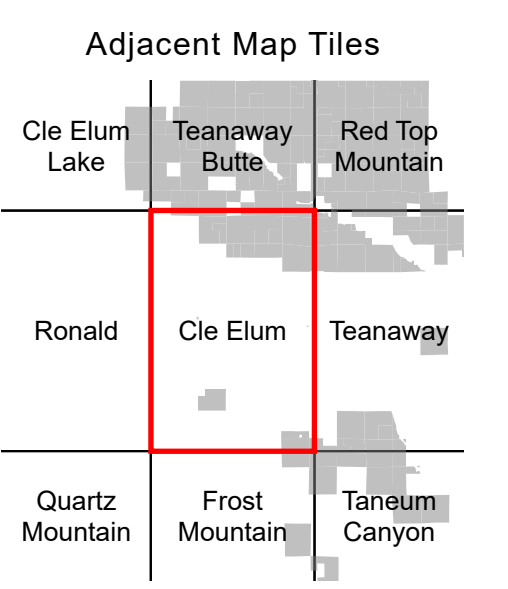 Adjacent Map Tiles
Cle Elum
Lake
Teanaway
Butte
Red Top
Mountain
Ronald
Cle Elum
Teanaway
Quartz
Mountain
Frost
Mountain
Taneum
Canyon